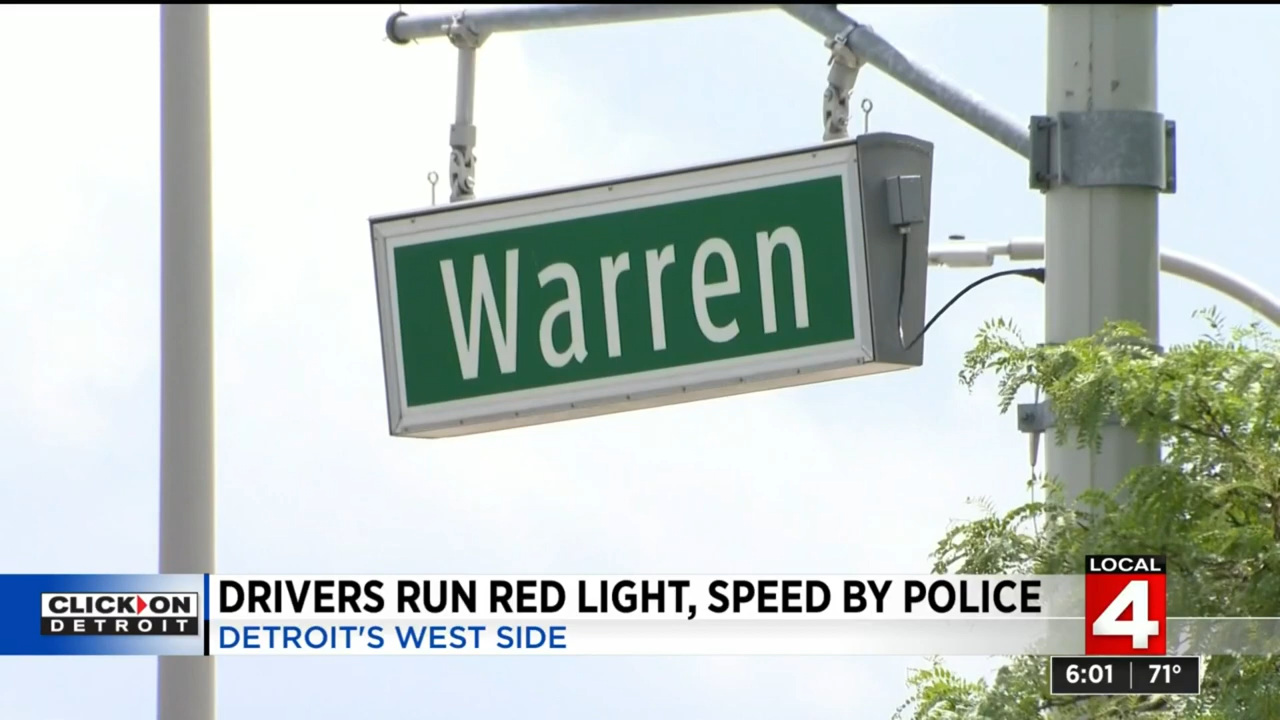 Warren
CLICK ON
DETROIT
DRIVERS RUN RED LIGHT, SPEED BY POLICE
DETROIT'S WEST SIDE
LOCAL
4
6:01 71°